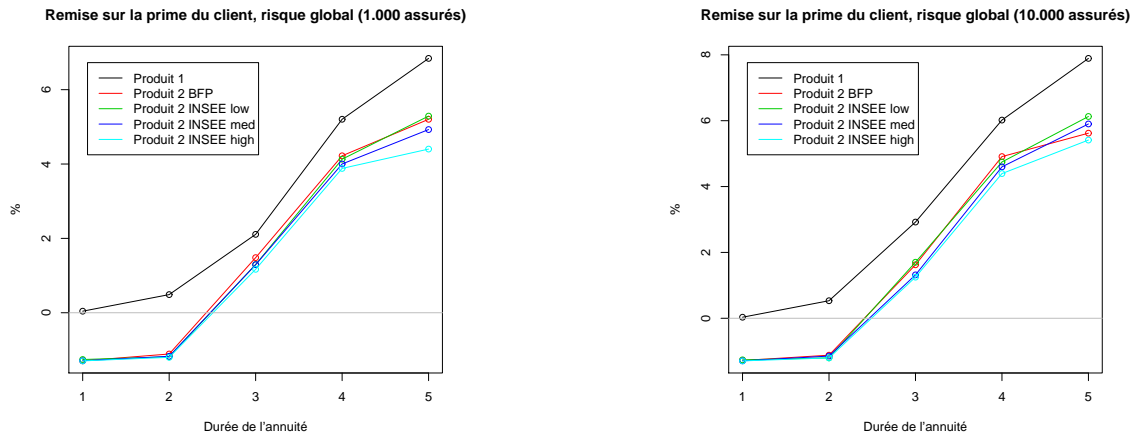 Remise sur la prime du client, risque global (1.000 assurés)
6
4
2
0
%
Produit 1
Produit 2 BFP
Produit 2 INSEE low
Produit 2 INSEE med
Produit 2 INSEE high
1 2 3 4 5
Durée de l'annuité
Remise sur la prime du client, risque global (10.000 assurés)
8
6
4
2
0
%
Produit 1
Produit 2 BFP
Produit 2 INSEE low
Produit 2 INSEE med
Produit 2 INSEE high
1 2 3 4 5
Durée de l'annuité